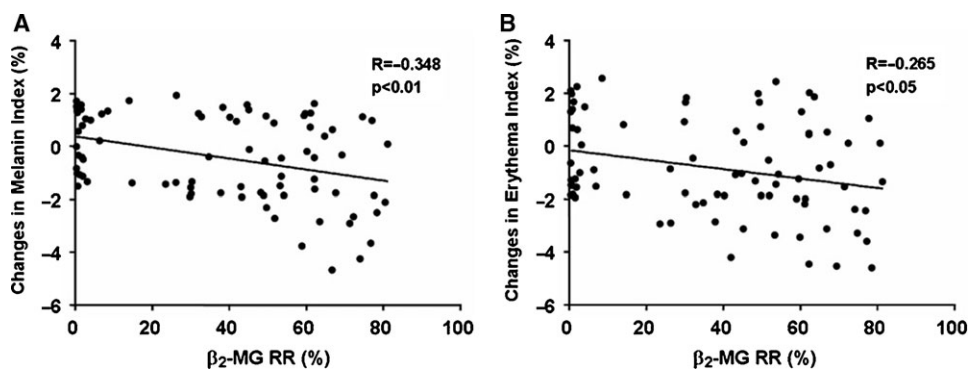 A
Changes in Melanin Index (%)
R=−0.348
p<0.01
4
2
0
−2
−4
−6
0
20
40
60
80
100
β₂-MG RR (%)
B
Changes in Erythema Index (%)
R=−0.265
p<0.05
4
2
0
−2
−4
−6
0
20
40
60
80
100
β₂-MG RR (%)